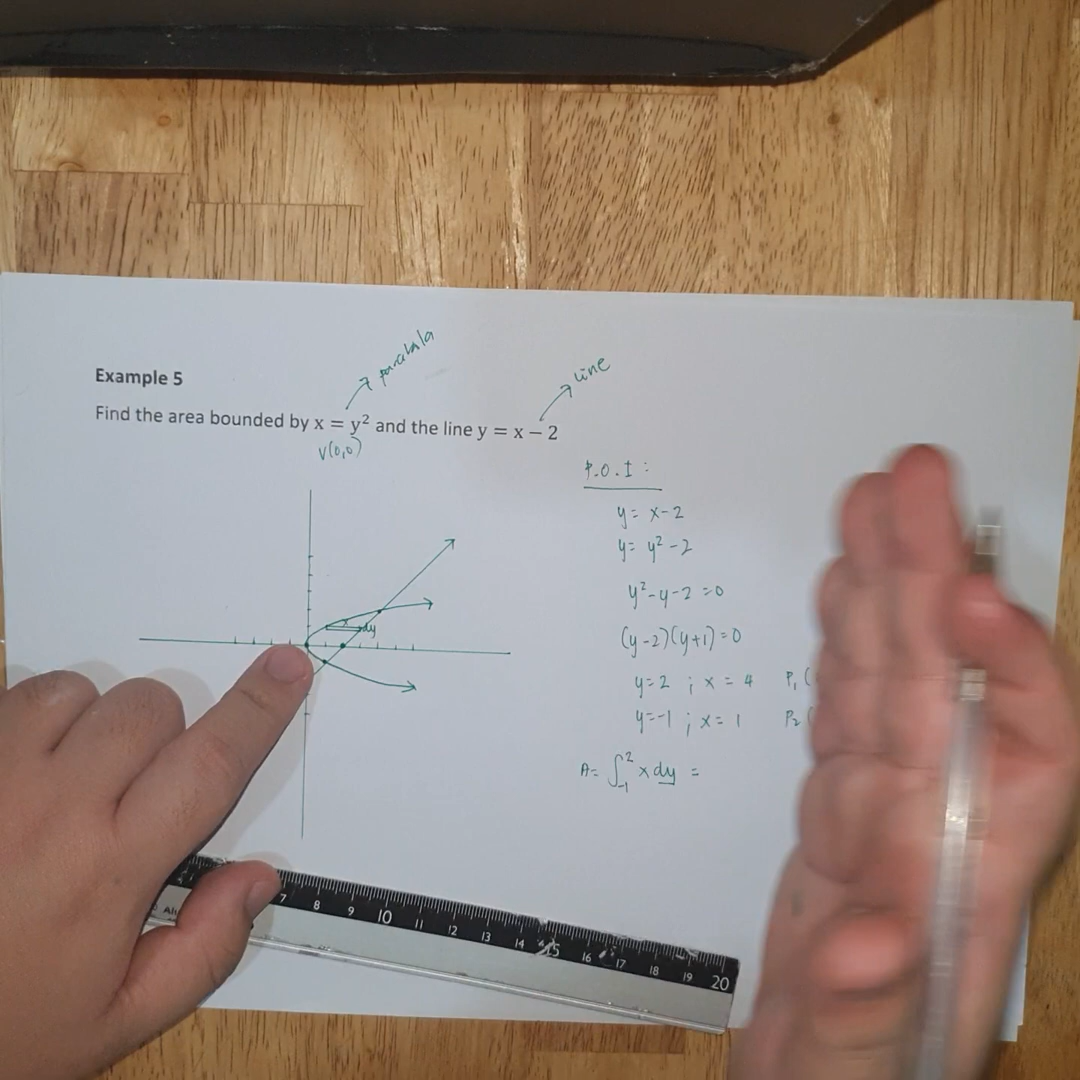 Example 5
parabola
line
Find the area bounded by x = y² and the line y = x − 2
V(0,0)
P.O.I :
y = x-2
y = y²-2
y²-y-2 =0
(y-2)(y+1)=0
y=2 ; x = 4 P₁ (
y=-1 ; x= 1 P₂ (
A= ∫₋₁² x dy =
x
dy
7 8 9 10 11 12 13 14 15 16 17 18 19 20